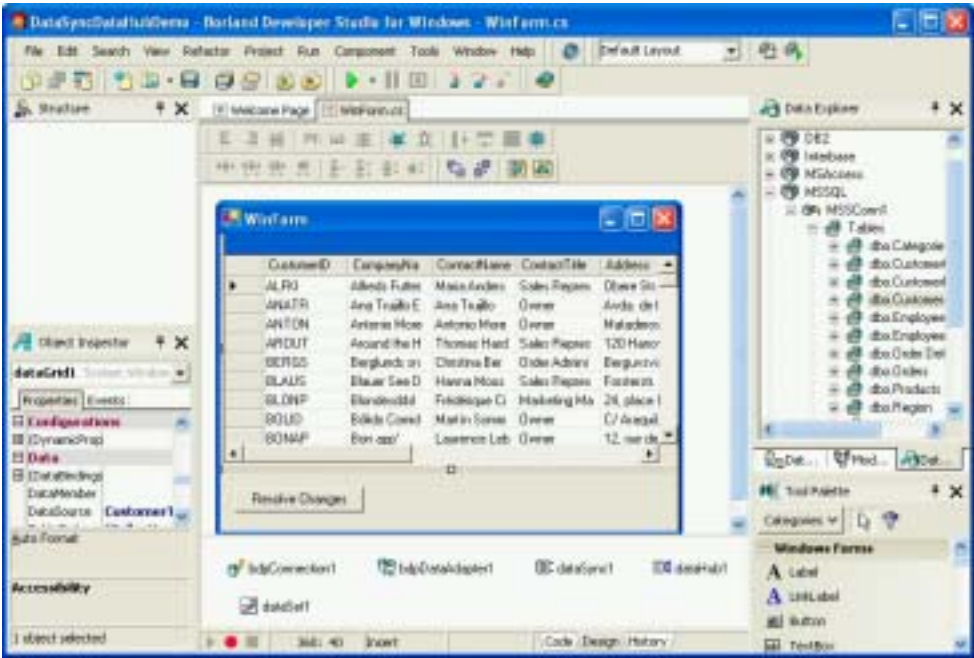 DataSyncDataHubDemo - Borland Developer Studio for Windows - WinForm.cs
File Edit Search View Refactor Project Run Component Tools Window Help
Default Layout
Structure
Welcome Page
WinForm.cs
Data Explorer
DB2
Interbase
MSAccess
MSSQL
MSSConn1
Tables
dbo.Categorie
dbo.Customer
dbo.Customer
dbo.Customer
dbo.Employee
dbo.Employee
dbo.Order Det
dbo.Orders
dbo.Products
dbo.Region
Dat... Mod... Dat...
WinForm
CustomerID CompanyNa ContactName ContactTitle Address
ALFKI Alfreds Futter Maria Anders Sales Repres Obere Str.
ANATR Ana Trujillo E Ana Trujillo Owner Avda. de l
ANTON Antonio More Antonio More Owner Mataderos
AROUT Around the H Thomas Hard Sales Repres 120 Hanov
BERGS Berglunds sn Christina Ber Order Admini Berguvsvä
BLAUS Blauer See D Hanna Moos Sales Repres Forsterstr.
BLONP Blondesddsl Frédérique Ci Marketing Ma 24, place
BOLID Bólido Comid Martín Somm Owner C/ Araquil
BONAP Bon app' Laurence Leb Owner 12, rue de
Resolve Changes
Object Inspector
dataGrid1
Properties Events
Configurations
(DynamicProp
Data
(DataBindings)
DataMember
DataSource Customer1
Auto Format
Accessibility
1 object selected
bdpConnection1 bdpDataAdapter1 dataSync1 dataHub1
dataSet1
Insert
Code Design History
Tool Palette
Categories
Windows Forms
Label
LinkLabel
Button
TextBox